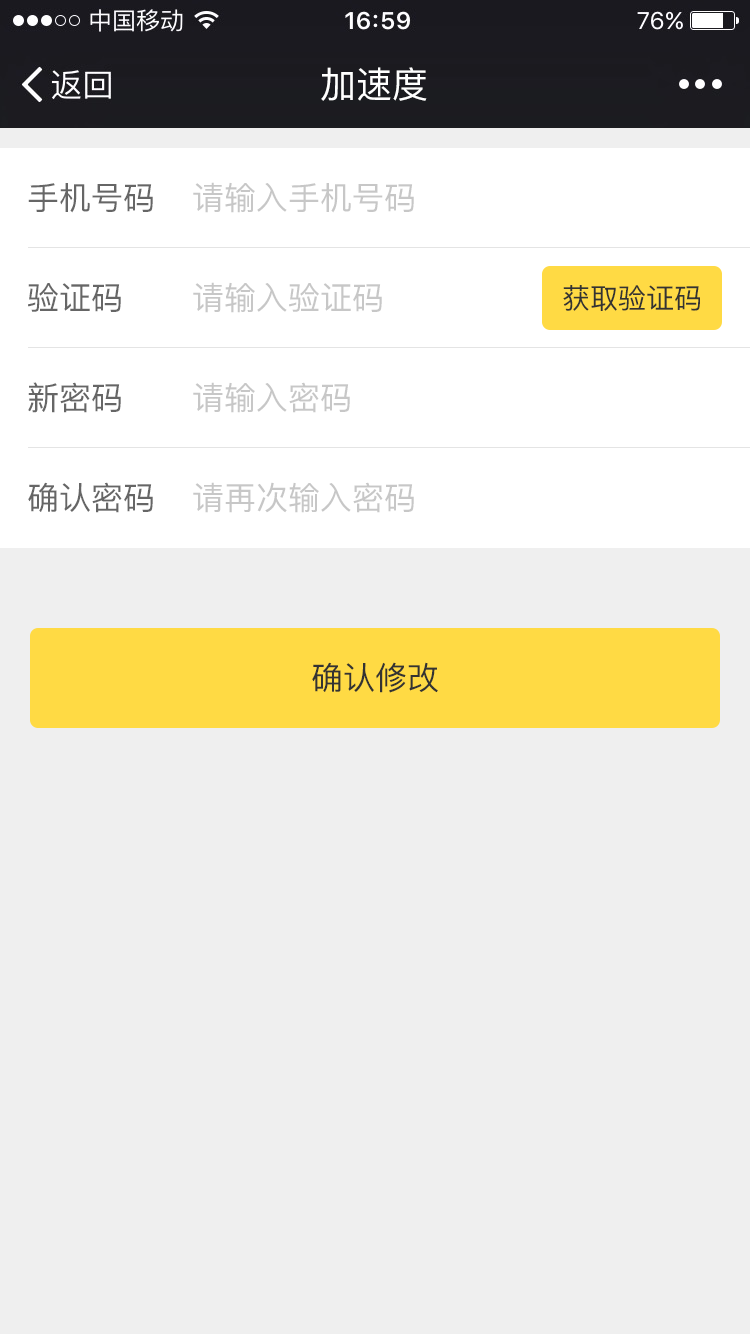 中国移动 16:59 76%
返回 加速度
手机号码 请输入手机号码
验证码 请输入验证码 获取验证码
新密码 请输入密码
确认密码 请再次输入密码
确认修改